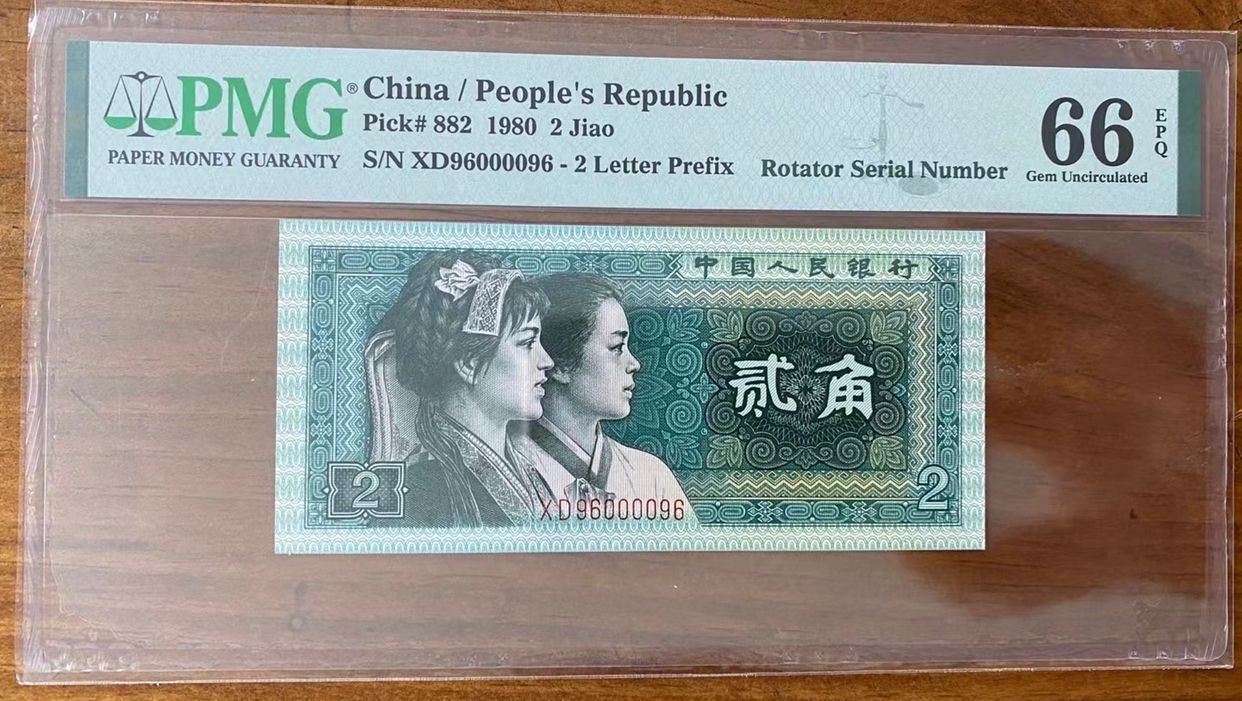 PMG®
PAPER MONEY GUARANTY
China / People's Republic
Pick# 882 1980 2 Jiao
S/N XD96000096 - 2 Letter Prefix
Rotator Serial Number
66
EPQ
Gem Uncirculated
中国人民银行
贰角
2
2
XD96000096